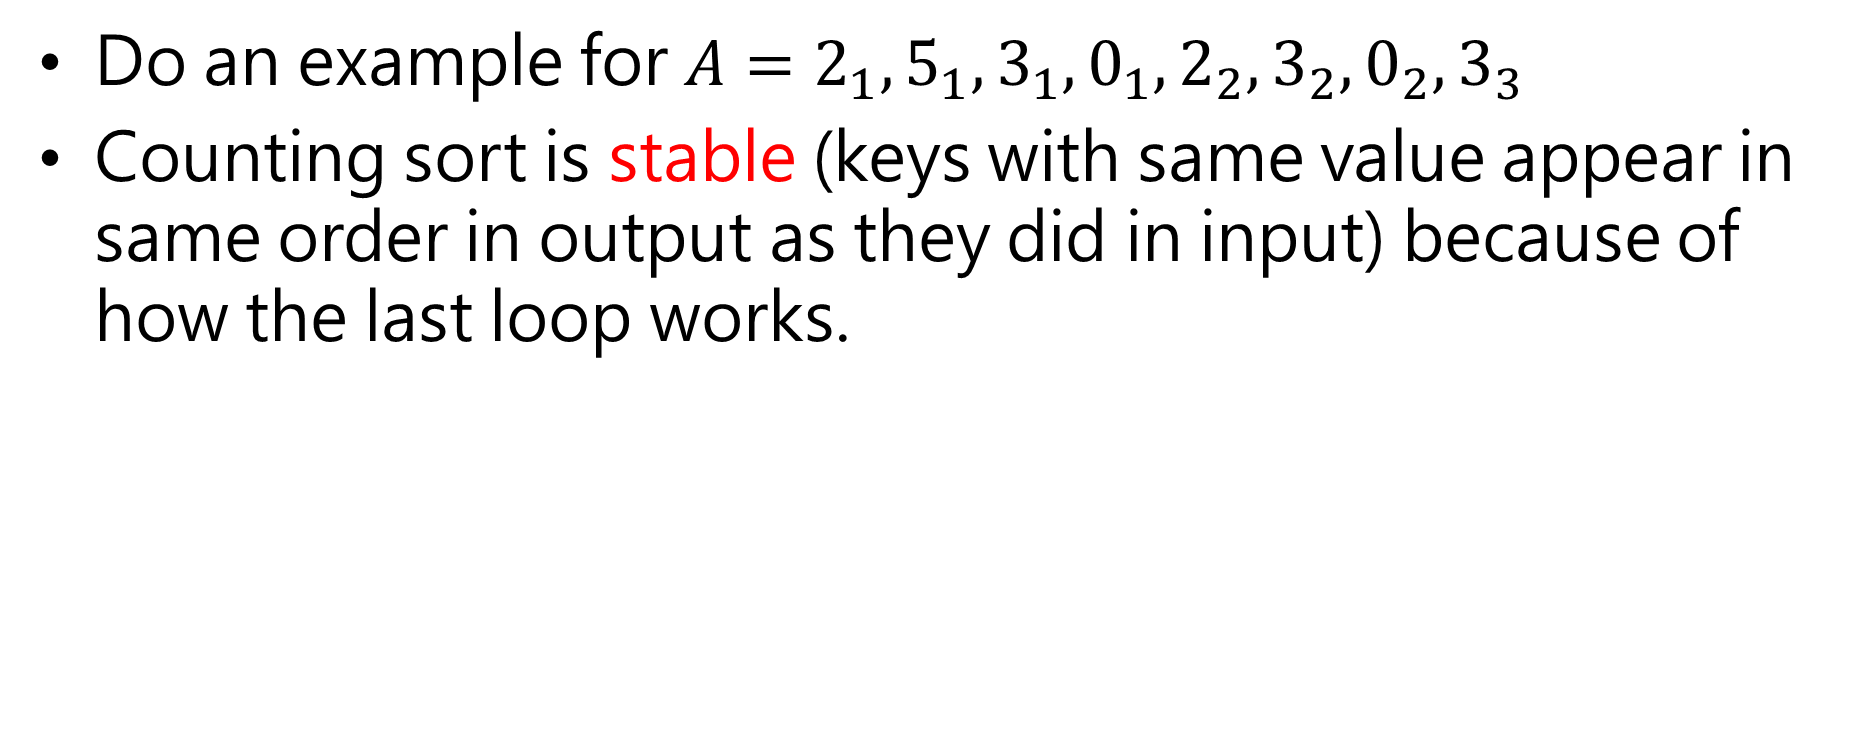 • Do an example for A = 2₁, 5₁, 3₁, 0₁, 2₂, 3₂, 0₂, 3₃
• Counting sort is stable (keys with same value appear in
same order in output as they did in input) because of
how the last loop works.